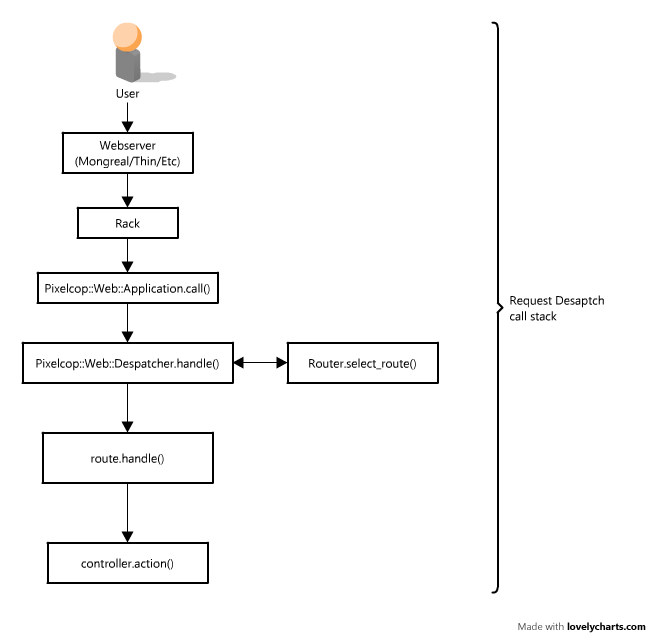 User
Webserver
(Mongreal/Thin/Etc)
Rack
Pixelcop::Web::Application.call()
Pixelcop::Web::Despatcher.handle()
Router.select_route()
Request Desaptch
call stack
route.handle()
controller.action()
Made with lovelycharts.com